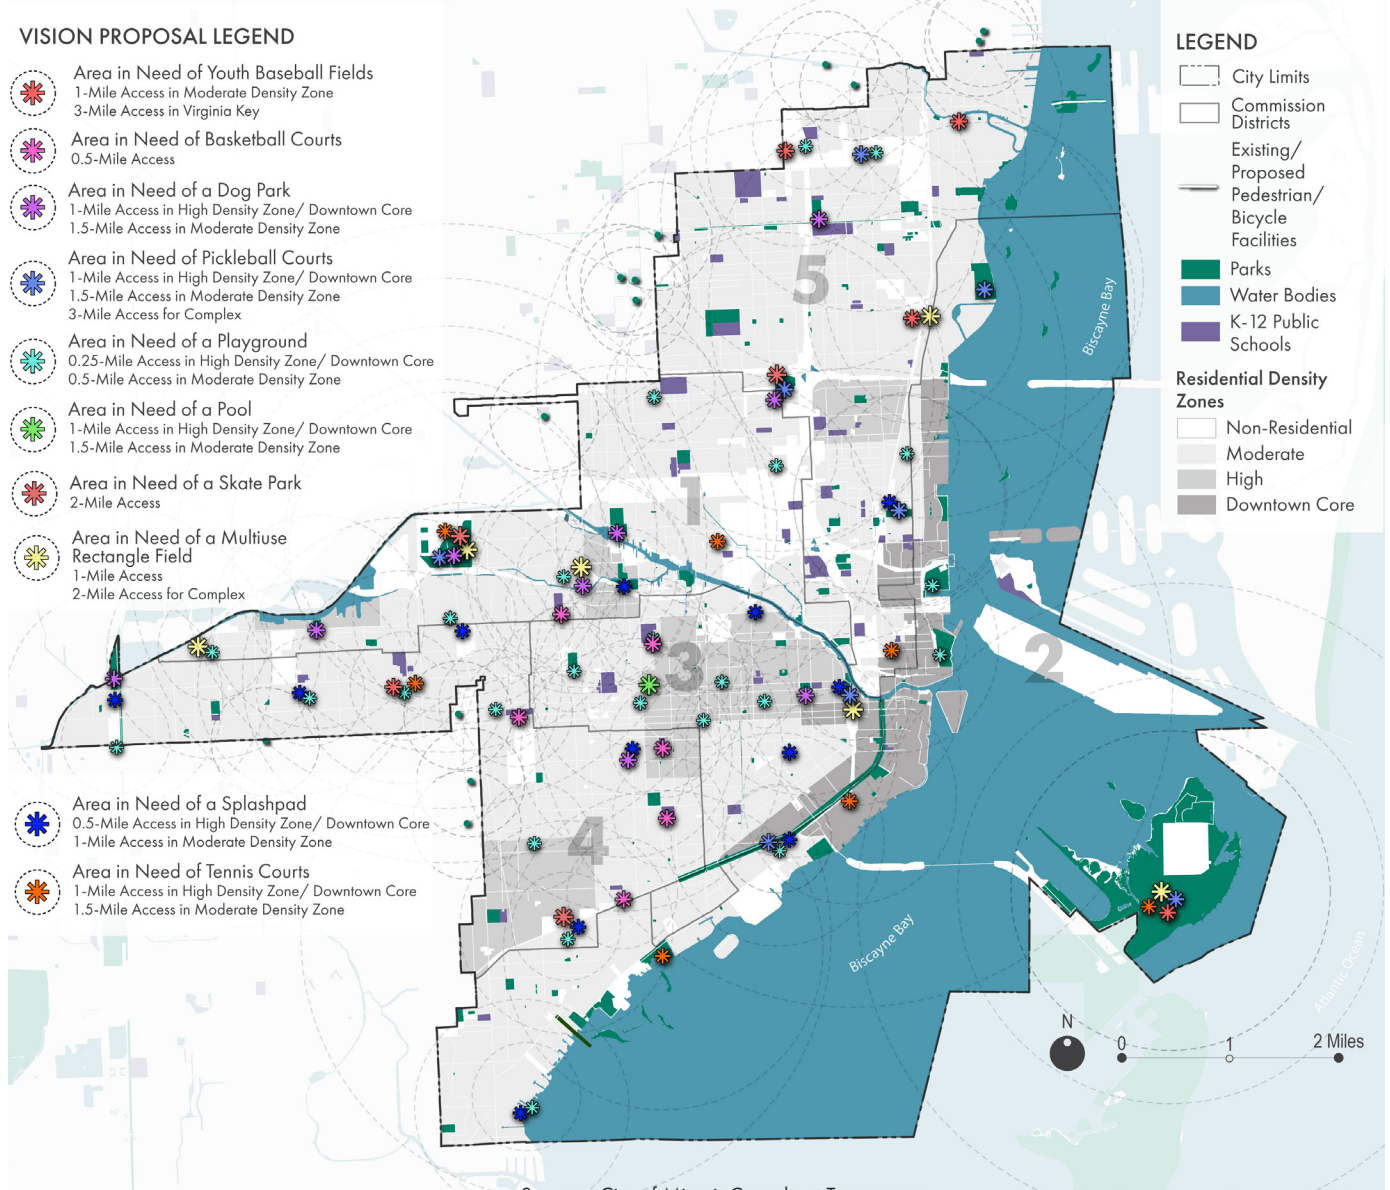 VISION PROPOSAL LEGEND
Area in Need of Youth Baseball Fields
1-Mile Access in Moderate Density Zone
3-Mile Access in Virginia Key
Area in Need of Basketball Courts
0.5-Mile Access
Area in Need of a Dog Park
1-Mile Access in High Density Zone/ Downtown Core
1.5-Mile Access in Moderate Density Zone
Area in Need of Pickleball Courts
1-Mile Access in High Density Zone/ Downtown Core
1.5-Mile Access in Moderate Density Zone
3-Mile Access for Complex
Area in Need of a Playground
0.25-Mile Access in High Density Zone/ Downtown Core
0.5-Mile Access in Moderate Density Zone
Area in Need of a Pool
1-Mile Access in High Density Zone/ Downtown Core
1.5-Mile Access in Moderate Density Zone
Area in Need of a Skate Park
2-Mile Access
Area in Need of a Multiuse
Rectangle Field
1-Mile Access
2-Mile Access for Complex
Area in Need of a Splashpad
0.5-Mile Access in High Density Zone/ Downtown Core
1-Mile Access in Moderate Density Zone
Area in Need of Tennis Courts
1-Mile Access in High Density Zone/ Downtown Core
1.5-Mile Access in Moderate Density Zone
LEGEND
City Limits
Commission
Districts
Existing/
Proposed
Pedestrian/
Bicycle
Facilities
Parks
Water Bodies
K-12 Public
Schools
Residential Density
Zones
Non-Residential
Moderate
High
Downtown Core
5
Biscayne Bay
1
2
3
4
Biscayne Bay
Atlantic Ocean
N
0
1
2 Miles